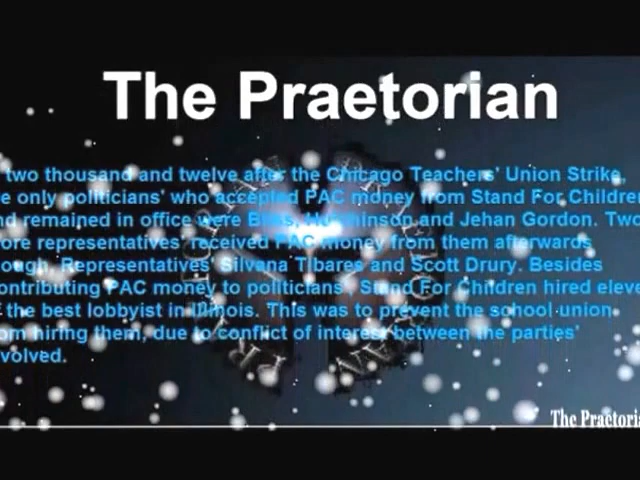 The Praetorian
two thousand and twelve after the Chicago Teachers' Union Strike,
e only politicians' who accepted PAC money from Stand For Children
nd remained in office were Hutchinson and Jehan Gordon. Two
ore representatives received PAC money from them afterwards
ough, Representatives Silvana Tibares and Scott Drury. Besides
ontributing PAC money to politicians, Stand For Children hired eleve
f the best lobbyist in Illinois. This was to prevent the school union
om hiring them, due to conflict of interest between the parties'
volved.
The Praetoria